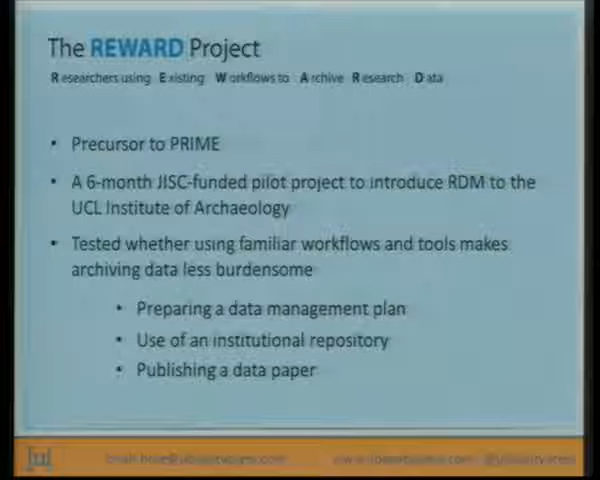 The REWARD Project
Researchers using Existing Workflows to Archive Research Data
• Precursor to PRIME
• A 6-month JISC-funded pilot project to introduce RDM to the
UCL Institute of Archaeology
• Tested whether using familiar workflows and tools makes
archiving data less burdensome
• Preparing a data management plan
• Use of an institutional repository
• Publishing a data paper
[u]